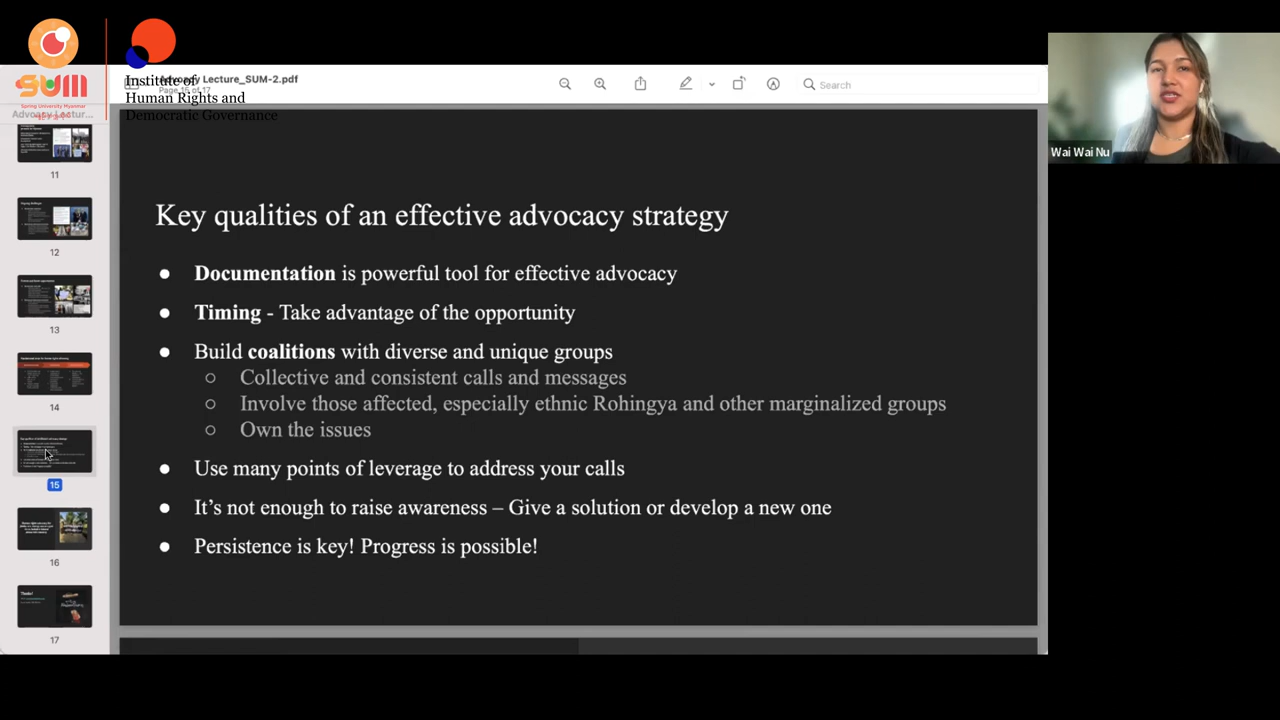 SUM
Spring University Myanmar
Institute of
Human Rights and
Democratic Governance
Advocacy Lecture_SUM-2.pdf
Page 15 of 17
Search
Advocacy Lectur...
11
12
13
14
15
16
Thanks!
17
Key qualities of an effective advocacy strategy
● Documentation is powerful tool for effective advocacy
● Timing - Take advantage of the opportunity
● Build coalitions with diverse and unique groups
○ Collective and consistent calls and messages
○ Involve those affected, especially ethnic Rohingya and other marginalized groups
○ Own the issues
● Use many points of leverage to address your calls
● It’s not enough to raise awareness – Give a solution or develop a new one
● Persistence is key! Progress is possible!
Wai Wai Nu